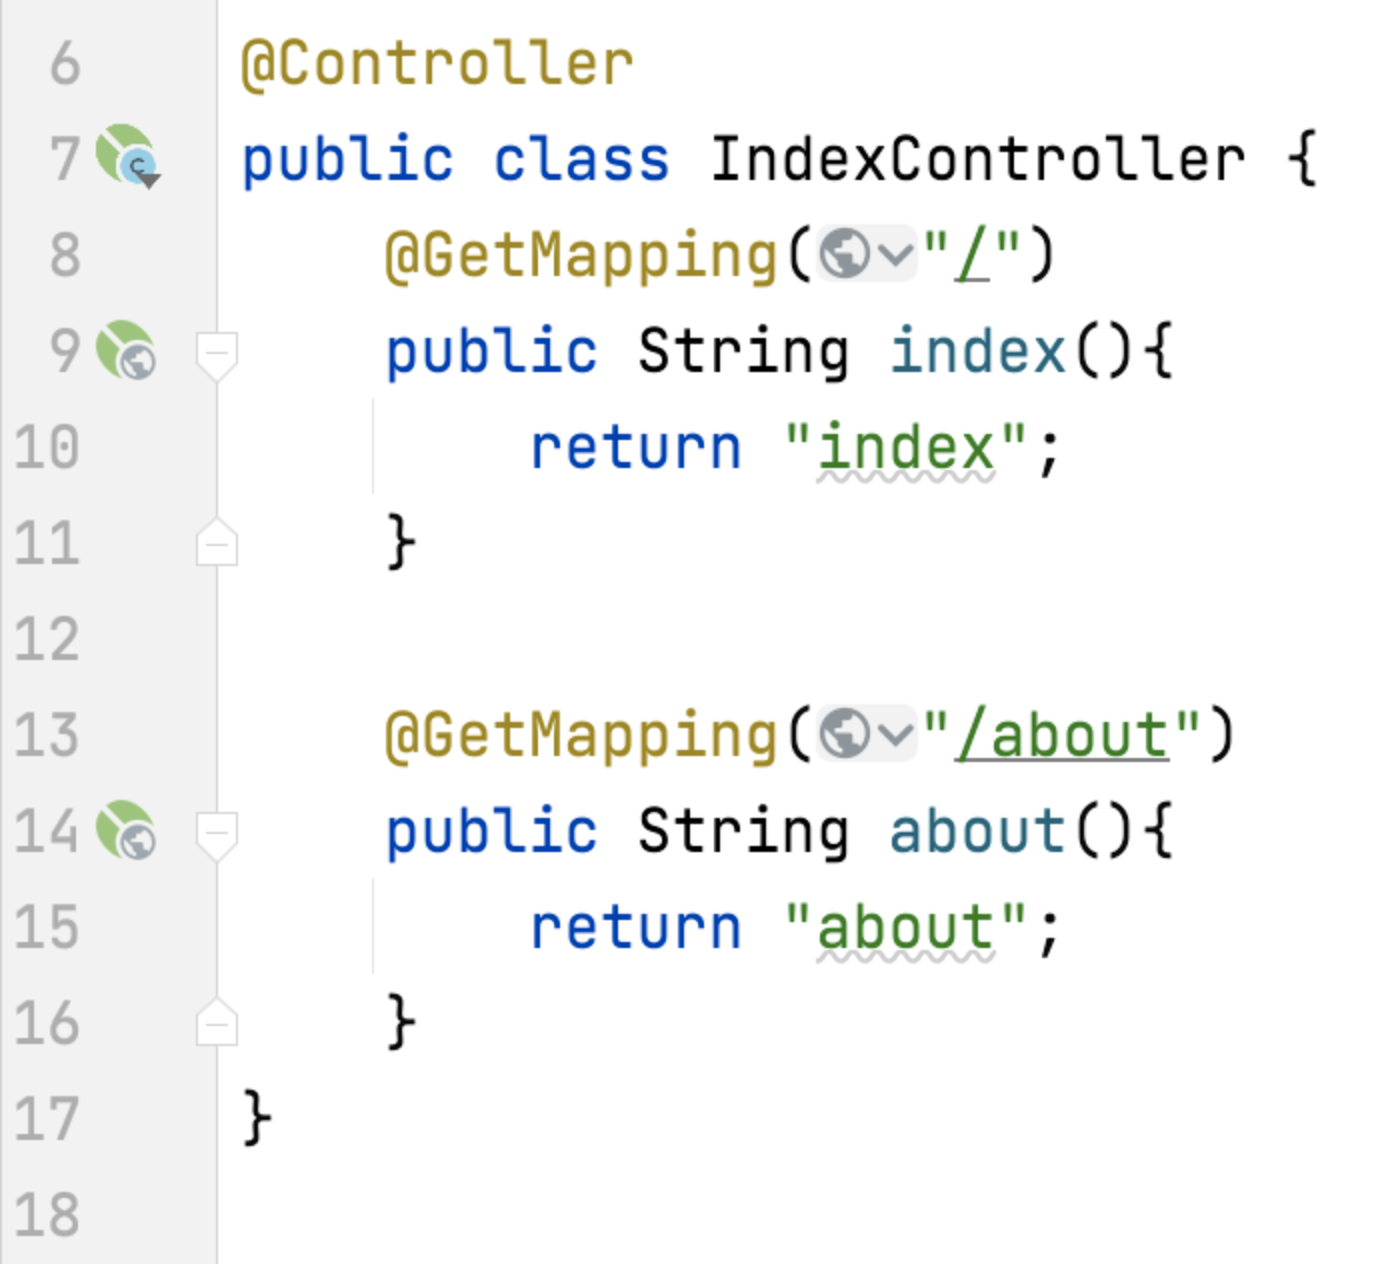 6 @Controller
7 public class IndexController {
8 @GetMapping("/")
9 public String index(){
10 return "index";
11 }
12
13 @GetMapping("/about")
14 public String about(){
15 return "about";
16 }
17 }
18